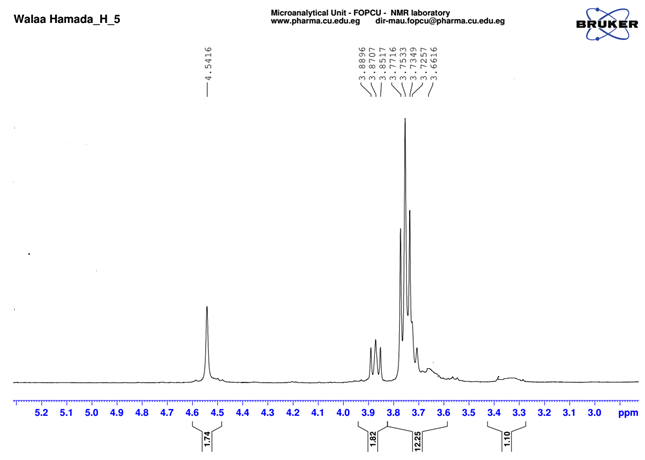 Walaa Hamada_H_5
Microanalytical Unit - FOPCU - NMR laboratory
www.pharma.cu.edu.eg dir-mau.fopcu@pharma.cu.edu.eg
BRUKER
4.5416
3.8896
3.8707
3.8517
3.7716
3.7533
3.7349
3.7257
3.6616
5.2 5.1 5.0 4.9 4.8 4.7 4.6 4.5 4.4 4.3 4.2 4.1 4.0 3.9 3.8 3.7 3.6 3.5 3.4 3.3 3.2 3.1 3.0 ppm
1.74
1.82
12.25
1.10